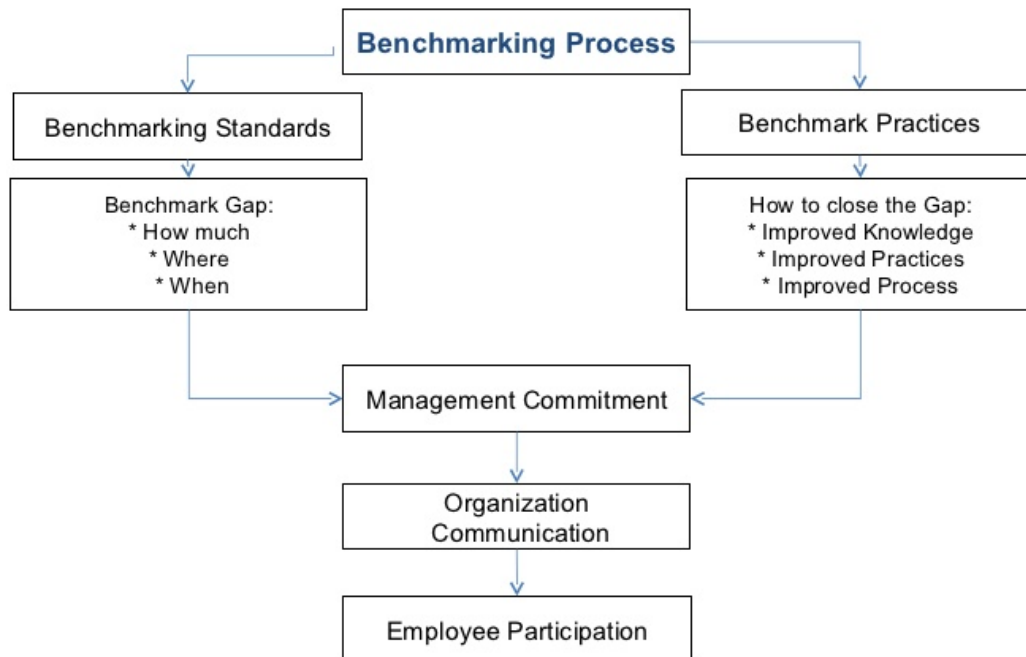 Benchmarking Process
Benchmarking Standards
Benchmark Practices
Benchmark Gap:
* How much
* Where
* When
How to close the Gap:
* Improved Knowledge
* Improved Practices
* Improved Process
Management Commitment
Organization
Communication
Employee Participation